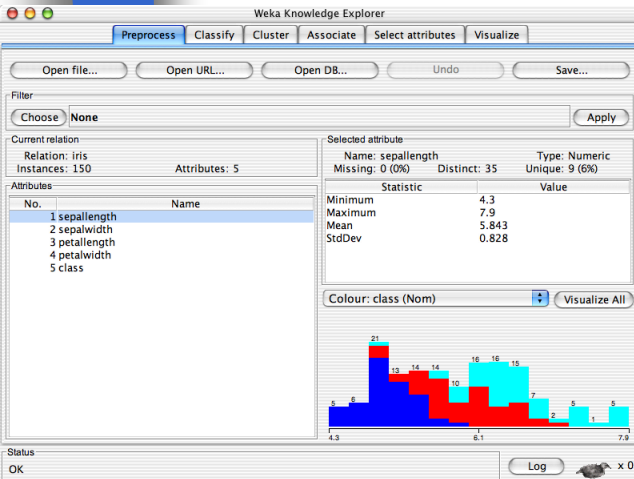 Weka Knowledge Explorer
Preprocess Classify Cluster Associate Select attributes Visualize
Open file... Open URL... Open DB... Undo Save...
Filter
Choose None Apply
Current relation
Relation: iris
Instances: 150 Attributes: 5
Selected attribute
Name: sepallength Type: Numeric
Missing: 0 (0%) Distinct: 35 Unique: 9 (6%)
Attributes
No. Name
1 sepallength
2 sepalwidth
3 petallength
4 petalwidth
5 class
Statistic Value
Minimum 4.3
Maximum 7.9
Mean 5.843
StdDev 0.828
Colour: class (Nom) Visualize All
5 6 21 13 14 14 10 16 16 15 7 2 5 1 5
4.3 6.1 7.9
Status
OK Log x 0